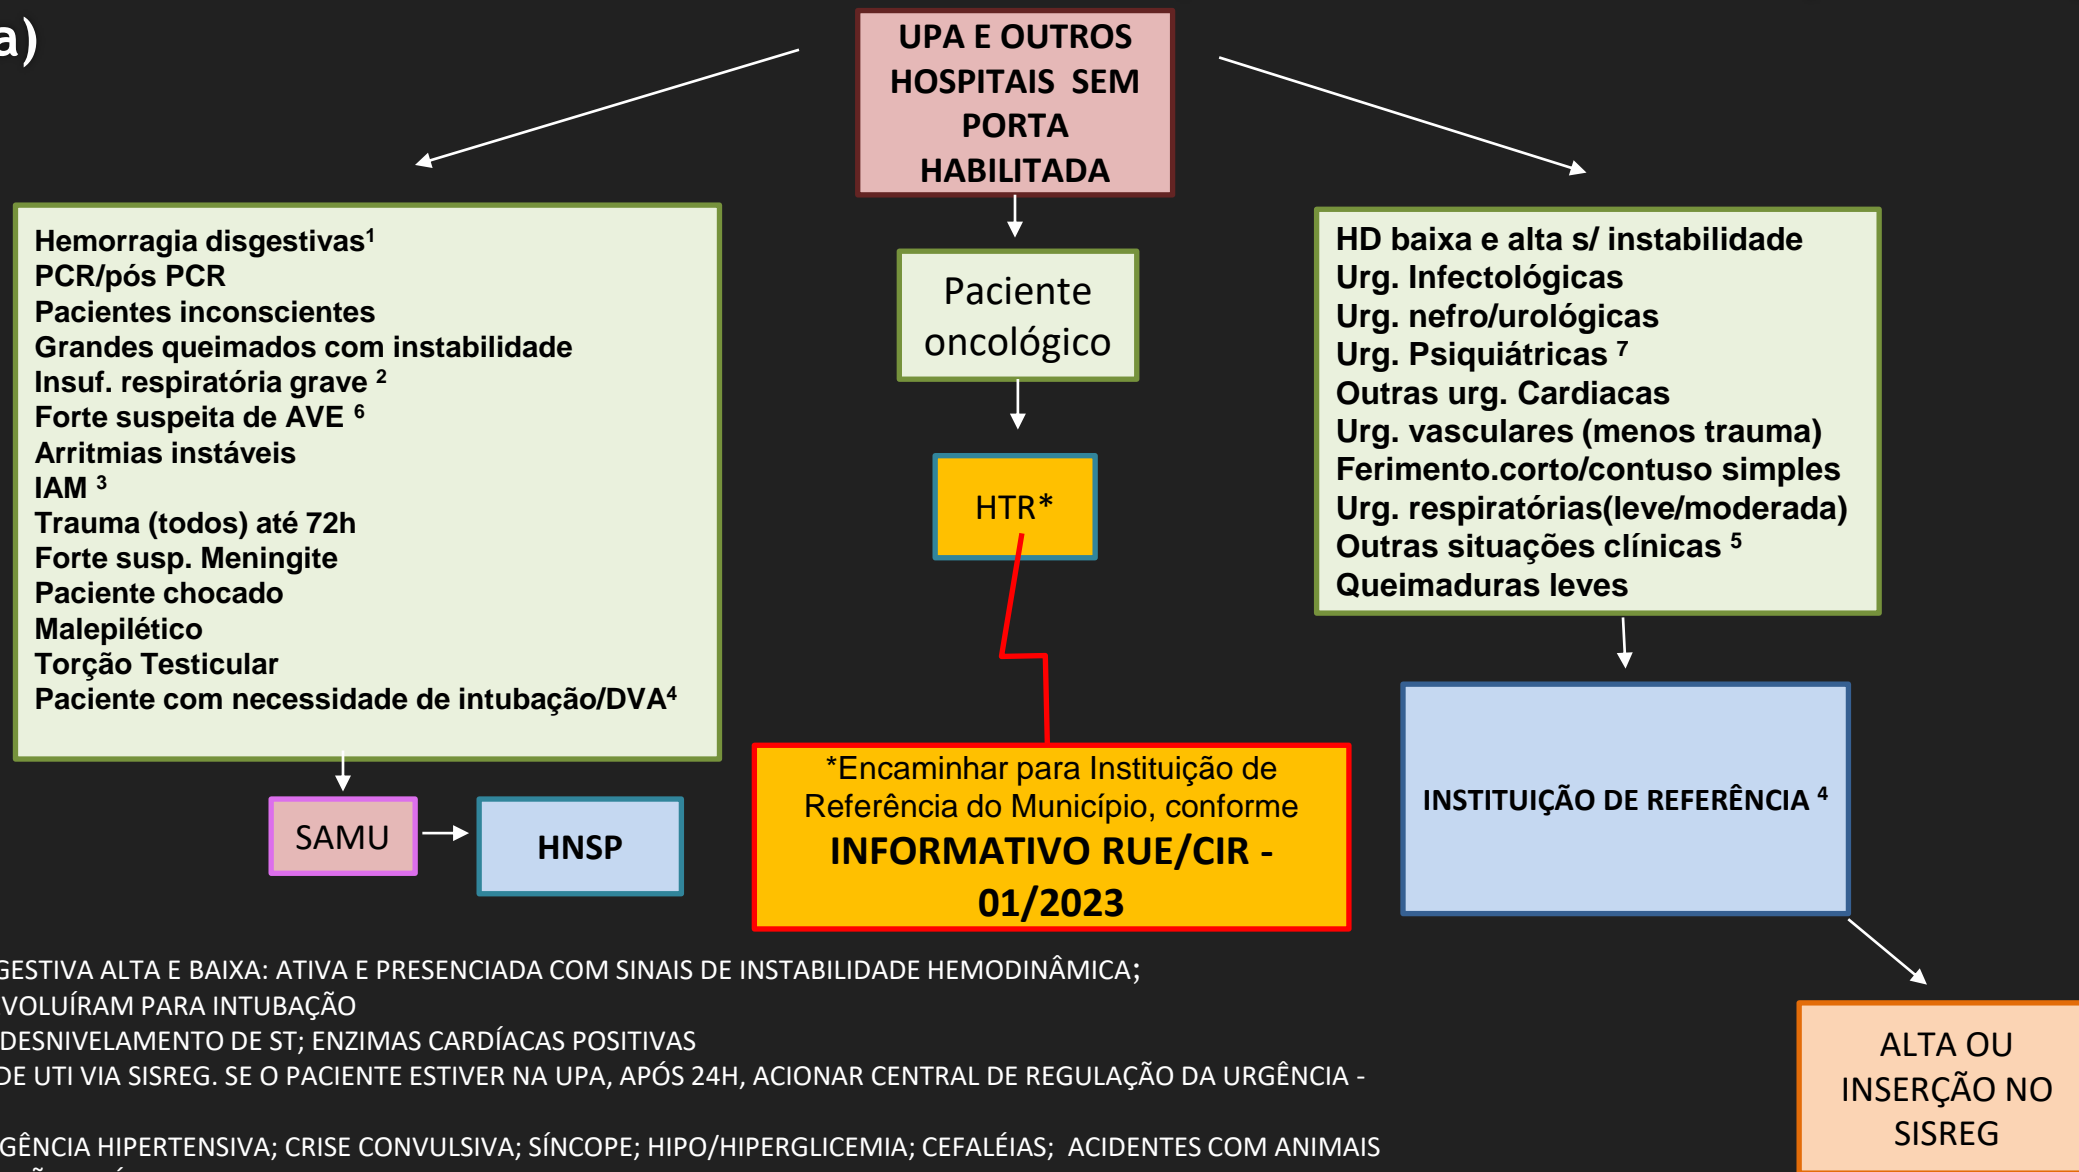 a)
UPA E OUTROS
HOSPITAIS SEM
PORTA
HABILITADA
Hemorragia disgestivas¹
PCR/pós PCR
Pacientes inconscientes
Grandes queimados com instabilidade
Insuf. respiratória grave ²
Forte suspeita de AVE ⁶
Arritmias instáveis
IAM ³
Trauma (todos) até 72h
Forte susp. Meningite
Paciente chocado
Malepilético
Torção Testicular
Paciente com necessidade de intubação/DVA⁴
SAMU
HNSP
Paciente
oncológico
HTR*
*Encaminhar para Instituição de
Referência do Município, conforme
INFORMATIVO RUE/CIR -
01/2023
HD baixa e alta s/ instabilidade
Urg. Infectológicas
Urg. nefro/urológicas
Urg. Psiquiátricas ⁷
Outras urg. Cardiacas
Urg. vasculares (menos trauma)
Ferimento.corto/contuso simples
Urg. respiratórias(leve/moderada)
Outras situações clínicas ⁵
Queimaduras leves
INSTITUIÇÃO DE REFERÊNCIA ⁴
ALTA OU
INSERÇÃO NO
SISREG
GESTIVA ALTA E BAIXA: ATIVA E PRESENCIADA COM SINAIS DE INSTABILIDADE HEMODINÂMICA;
VOLUÍRAM PARA INTUBAÇÃO
DESNIVELAMENTO DE ST; ENZIMAS CARDÍACAS POSITIVAS
DE UTI VIA SISREG. SE O PACIENTE ESTIVER NA UPA, APÓS 24H, ACIONAR CENTRAL DE REGULAÇÃO DA URGÊNCIA -
GÊNCIA HIPERTENSIVA; CRISE CONVULSIVA; SÍNCOPE; HIPO/HIPERGLICEMIA; CEFALÉIAS; ACIDENTES COM ANIMAIS